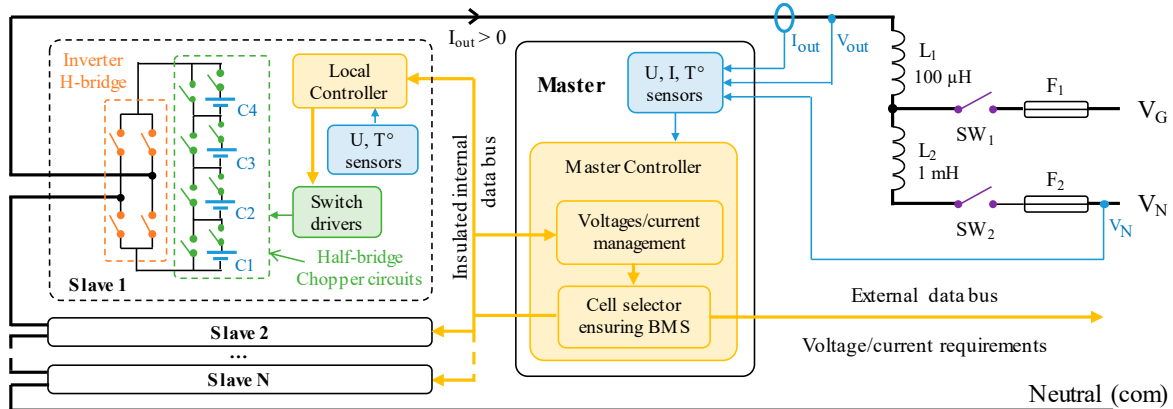 I_out > 0
I_out
V_out
Inverter
H-bridge
C4
C3
C2
C1
Local
Controller
U, T°
sensors
Switch
drivers
Half-bridge
Chopper circuits
Slave 1
Insulated internal
data bus
Master
U, I, T°
sensors
Master Controller
Voltages/current
management
Cell selector
ensuring BMS
L₁
100 µH
SW₁
F₁
V_G
L₂
1 mH
SW₂
F₂
V_N
V_N
External data bus
Voltage/current requirements
Slave 2
...
Slave N
Neutral (com)